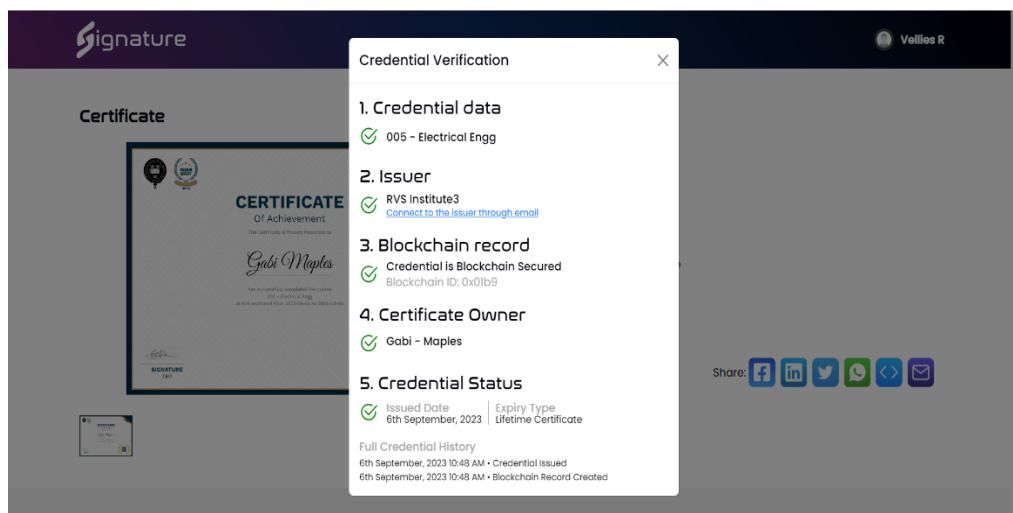 Signature
Vellies R
Certificate
CERTIFICATE
Of Achievement
Gabi Maples
SIGNATURE
CEO
Credential Verification
1. Credential data
005 - Electrical Engg
2. Issuer
RVS Institute3
Connect to the issuer through email
3. Blockchain record
Credential is Blockchain Secured
Blockchain ID: 0x01b9
4. Certificate Owner
Gabi - Maples
5. Credential Status
Issued Date
6th September, 2023
Expiry Type
Lifetime Certificate
Full Credential History
6th September, 2023 10:48 AM • Credential Issued
6th September, 2023 10:48 AM • Blockchain Record Created
Share: